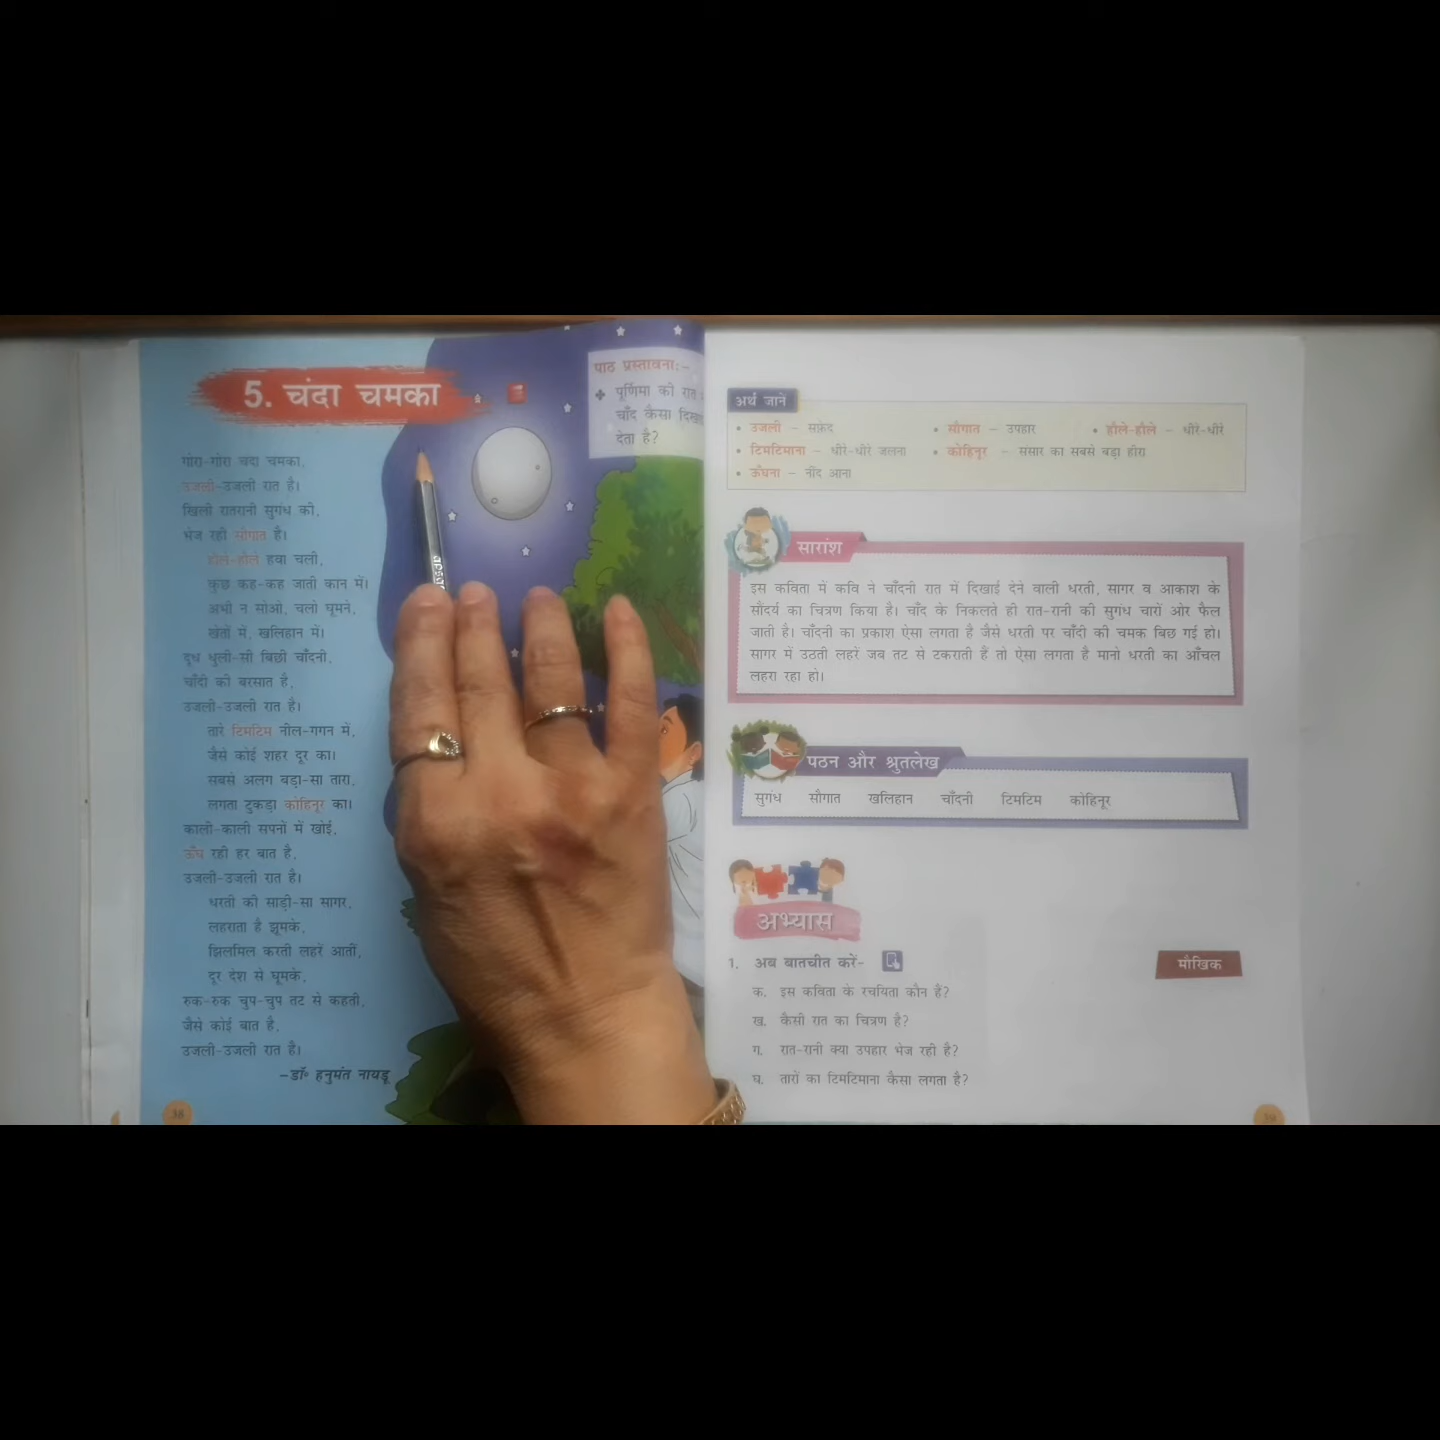 5. चंदा चमका
पाठ प्रस्तावनाः-
पूर्णिमा की रात
चाँद कैसा
देता है?
गोरा-गोरा चंदा चमका,
उजली-उजली रात है।
खिली रातरानी सुगंध की,
भेज रही सौगात है।
हौले-हौले हवा चली,
कुछ कह-कह जाती कान में।
अभी न सोओ, चलो घूमने,
खेतों में, खलिहान में।
दूध धुली-सी बिछी चाँदनी,
चाँदी की बरसात है,
उजली-उजली रात है।
तारे टिमटिम नील-गगन में,
जैसे कोई शहर दूर का।
सबसे अलग बड़ा-सा तारा,
लगता टुकड़ा कोहिनूर का।
काली-काली सपनों में खोई,
ऊँघ रही हर बात है,
उजली-उजली रात है।
धरती की साड़ी-सा सागर,
लहराता है झूमके,
झिलमिल करती लहरें आतीं,
दूर देश से घूमके,
रुक-रुक चुप-चुप तट से कहती,
जैसे कोई बात है,
उजली-उजली रात है।
-डॉ॰ हनुमंत नायडू
38
अर्थ जानें
• उजली – सफ़ेद • सौगात – उपहार • हौले-हौले – धीरे-धीरे
• टिमटिमाना – धीरे-धीरे जलना • कोहिनूर – संसार का सबसे बड़ा हीरा
• ऊँघना – नींद आना
सारांश
इस कविता में कवि ने चाँदनी रात में दिखाई देने वाली धरती, सागर व आकाश के
सौंदर्य का चित्रण किया है। चाँद के निकलते ही रात-रानी की सुगंध चारों ओर फैल
जाती है। चाँदनी का प्रकाश ऐसा लगता है जैसे धरती पर चाँदी की चमक बिछ गई हो।
सागर में उठती लहरें जब तट से टकराती हैं तो ऐसा लगता है मानो धरती का आँचल
लहरा रहा हो।
पठन और श्रुतलेख
सुगंध सौगात खलिहान चाँदनी टिमटिम कोहिनूर
अभ्यास
1. अब बातचीत करें- मौखिक
क. इस कविता के रचयिता कौन हैं?
ख. कैसी रात का चित्रण है?
ग. रात-रानी क्या उपहार भेज रही है?
घ. तारों का टिमटिमाना कैसा लगता है?
39